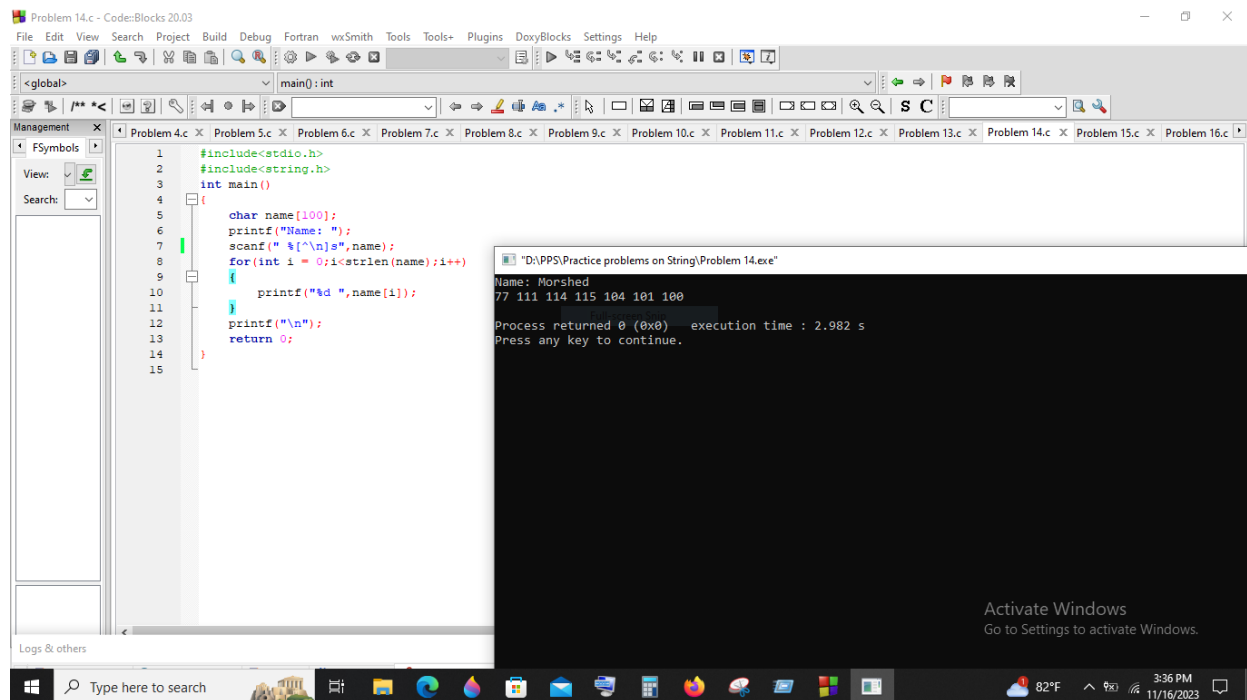 Problem 14.c - Code::Blocks 20.03
File Edit View Search Project Build Debug Fortran wxSmith Tools Tools+ Plugins DoxyBlocks Settings Help
<global>
main() : int
/** *<
S C
Management X
Problem 4.c Problem 5.c Problem 6.c Problem 7.c Problem 8.c Problem 9.c Problem 10.c Problem 11.c Problem 12.c Problem 13.c Problem 14.c Problem 15.c Problem 16.c
FSymbols
View:
Search:
1 #include<stdio.h>
2 #include<string.h>
3 int main()
4 {
5 char name[100];
6 printf("Name: ");
7 scanf(" %[^\n]s",name);
8 for(int i = 0;i<strlen(name);i++)
9 {
10 printf("%d ",name[i]);
11 }
12 printf("\n");
13 return 0;
14 }
15
"D:\PPS\Practice problems on String\Problem 14.exe"
Name: Morshed
77 111 114 115 104 101 100
Full-screen Snip
Process returned 0 (0x0) execution time : 2.982 s
Press any key to continue.
Activate Windows
Go to Settings to activate Windows.
Logs & others
Type here to search
82°F
3:36 PM
11/16/2023